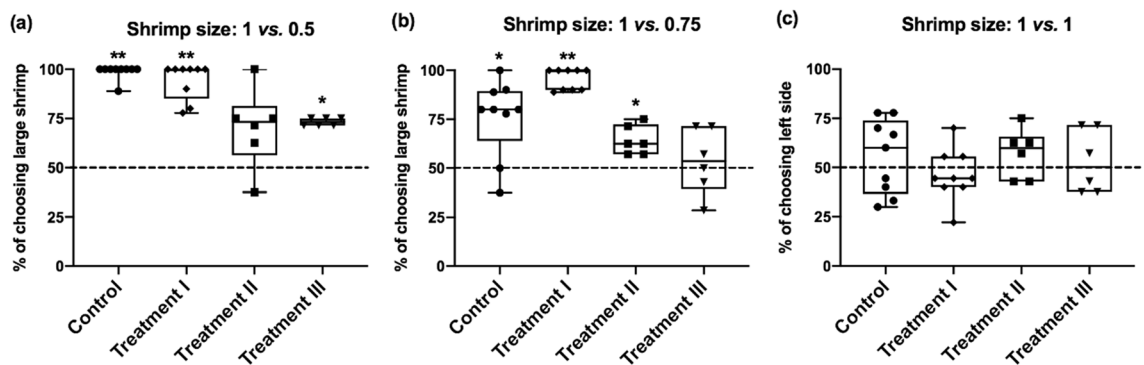 (a)
Shrimp size: 1 vs. 0.5
% of choosing large shrimp
100
75
50
25
0
** ** *
Control
Treatment I
Treatment II
Treatment III
(b)
Shrimp size: 1 vs. 0.75
% of choosing large shrimp
100
75
50
25
0
* ** *
Control
Treatment I
Treatment II
Treatment III
(c)
Shrimp size: 1 vs. 1
% of choosing left side
100
75
50
25
0
Control
Treatment I
Treatment II
Treatment III